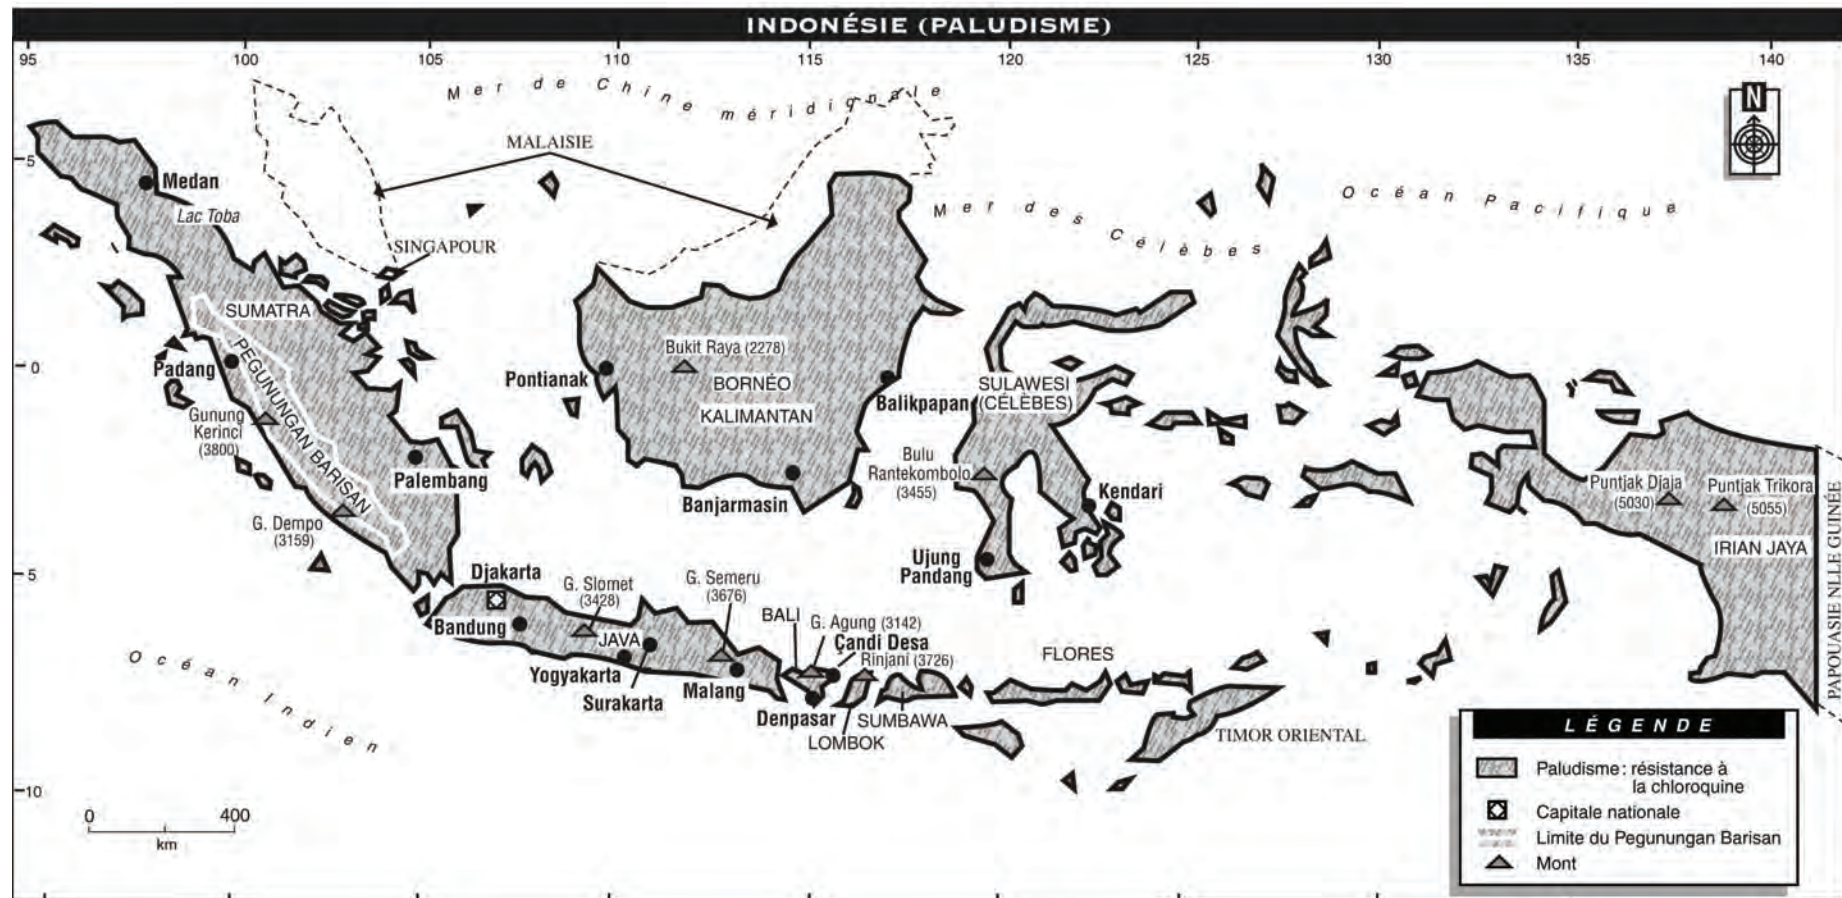 INDONÉSIE (PALUDISME)
95 100 105 110 115 120 125 130 135 140
Mer de Chine méridionale
MALAISIE
N
5
Medan
Lac Toba
Océan Pacifique
Mer des Célèbes
SINGAPOUR
SUMATRA
PEGUNUNGAN BARISAN
0
Padang
Gunung
Kerinci
(3800)
Palembang
G. Dempo
(3159)
Pontianak
Bukit Raya (2278)
BORNÉO
KALIMANTAN
Balikpapan
Banjarmasin
SULAWESI
(CÉLÈBES)
Bulu
Rantekombolo
(3455)
Kendari
Ujung
Pandang
Puntjak Djaja
(5030)
Puntjak Trikora
(5055)
IRIAN JAYA
PAPOUASIE NLLE GUINÉE
5
Djakarta
Bandung
G. Slomet
(3428)
JAVA
Yogyakarta
Surakarta
G. Semeru
(3676)
Malang
BALI
G. Agung (3142)
Çandi Desa
Rinjani (3726)
Denpasar
LOMBOK
SUMBAWA
FLORES
TIMOR ORIENTAL
Océan Indien
10
0 400
km
LÉGENDE
Paludisme : résistance à
la chloroquine
Capitale nationale
Limite du Pegunungan Barisan
Mont